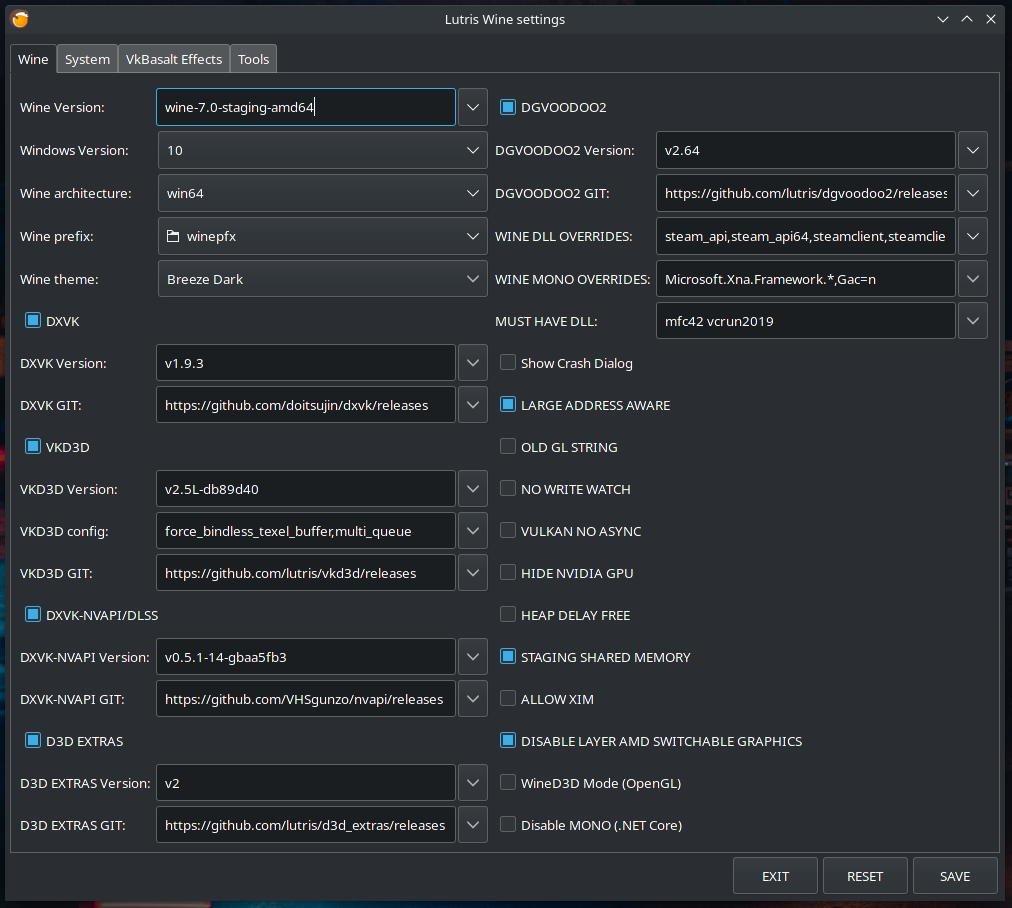 Lutris Wine settings
Wine System VkBasalt Effects Tools
Wine Version: wine-7.0-staging-amd64
Windows Version: 10
Wine architecture: win64
Wine prefix: winepfx
Wine theme: Breeze Dark
DXVK
DXVK Version: v1.9.3
DXVK GIT: https://github.com/doitsujin/dxvk/releases
VKD3D
VKD3D Version: v2.5L-db89d40
VKD3D config: force_bindless_texel_buffer,multi_queue
VKD3D GIT: https://github.com/lutris/vkd3d/releases
DXVK-NVAPI/DLSS
DXVK-NVAPI Version: v0.5.1-14-gbaa5fb3
DXVK-NVAPI GIT: https://github.com/VHSgunzo/nvapi/releases
D3D EXTRAS
D3D EXTRAS Version: v2
D3D EXTRAS GIT: https://github.com/lutris/d3d_extras/releases
DGVOODOO2
DGVOODOO2 Version: v2.64
DGVOODOO2 GIT: https://github.com/lutris/dgvoodoo2/releases
WINE DLL OVERRIDES: steam_api,steam_api64,steamclient,steamclie
WINE MONO OVERRIDES: Microsoft.Xna.Framework.*,Gac=n
MUST HAVE DLL: mfc42 vcrun2019
Show Crash Dialog
LARGE ADDRESS AWARE
OLD GL STRING
NO WRITE WATCH
VULKAN NO ASYNC
HIDE NVIDIA GPU
HEAP DELAY FREE
STAGING SHARED MEMORY
ALLOW XIM
DISABLE LAYER AMD SWITCHABLE GRAPHICS
WineD3D Mode (OpenGL)
Disable MONO (.NET Core)
EXIT RESET SAVE